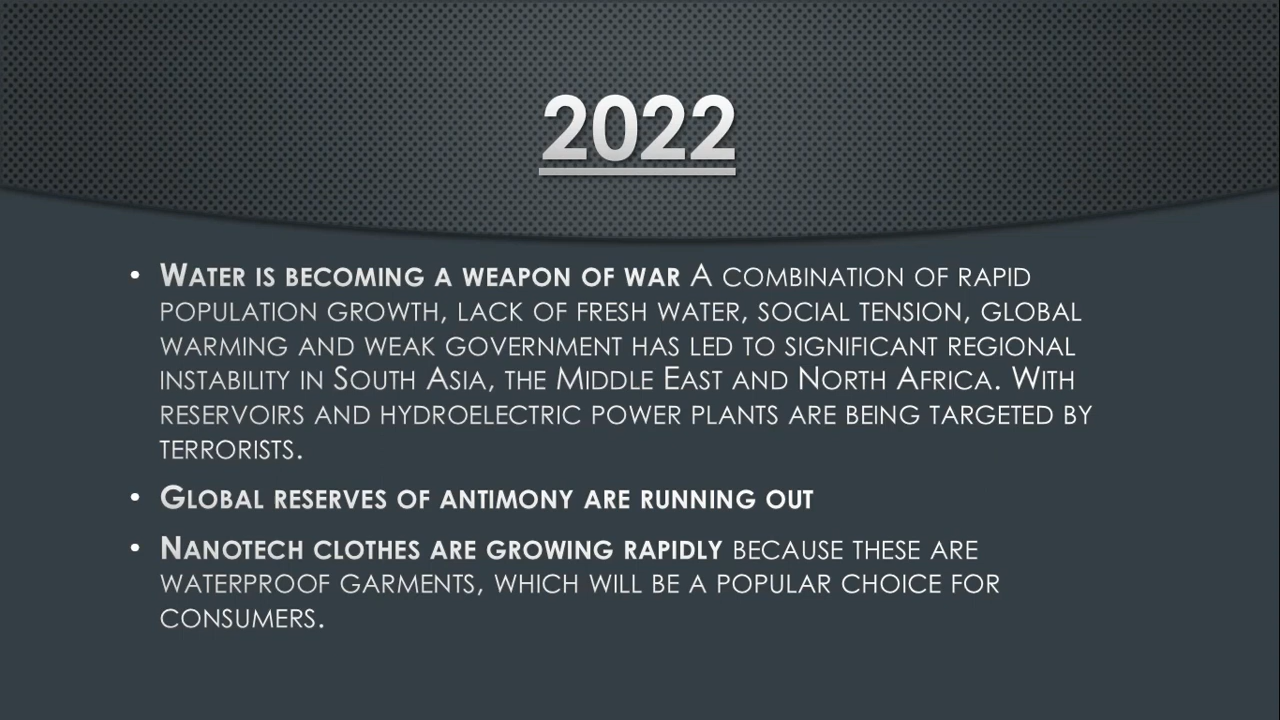 2022
• Water is becoming a weapon of war A combination of rapid
population growth, lack of fresh water, social tension, global
warming and weak government has led to significant regional
instability in South Asia, the Middle East and North Africa. With
reservoirs and hydroelectric power plants are being targeted by
terrorists.
• Global reserves of antimony are running out
• Nanotech clothes are growing rapidly because these are
waterproof garments, which will be a popular choice for
consumers.